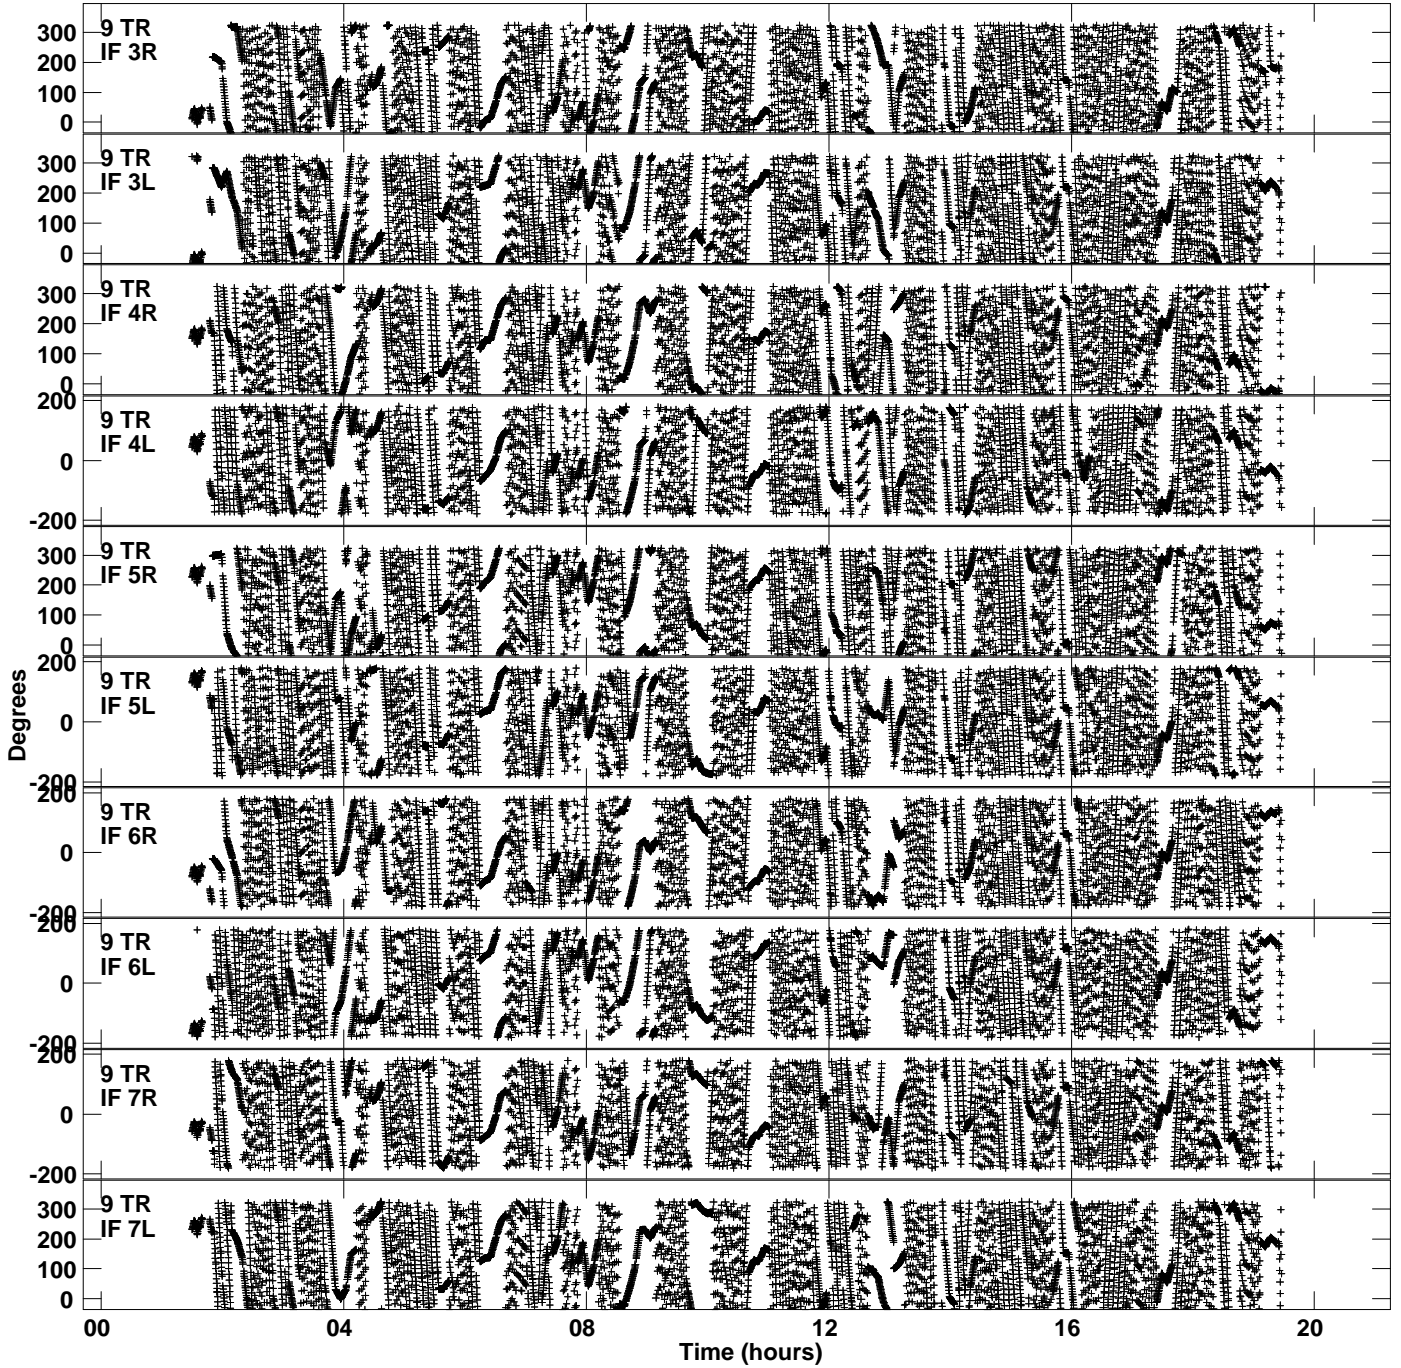 9 TR
IF 3R
300
200
100
0
9 TR
IF 3L
300
200
100
0
9 TR
IF 4R
300
200
100
0
9 TR
IF 4L
200
0
-200
9 TR
IF 5R
300
200
100
0
9 TR
IF 5L
200
0
-200
9 TR
IF 6R
200
0
-200
9 TR
IF 6L
200
0
-200
9 TR
IF 7R
200
0
-200
9 TR
IF 7L
300
200
100
0
Degrees
00 04 08 12 16 20
Time (hours)